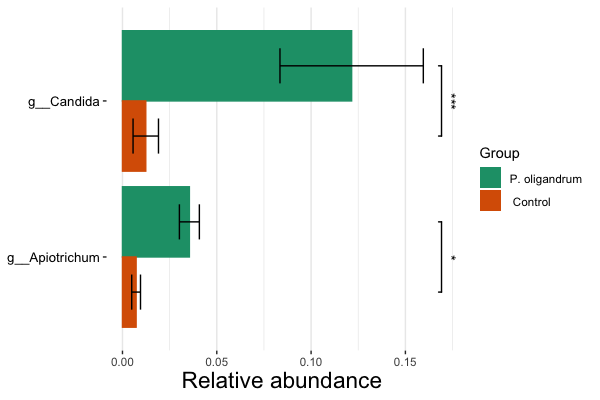 g__Candida
***
g__Apiotrichum
*
Group
P. oligandrum
Control
0.00
0.05
0.10
0.15
Relative abundance